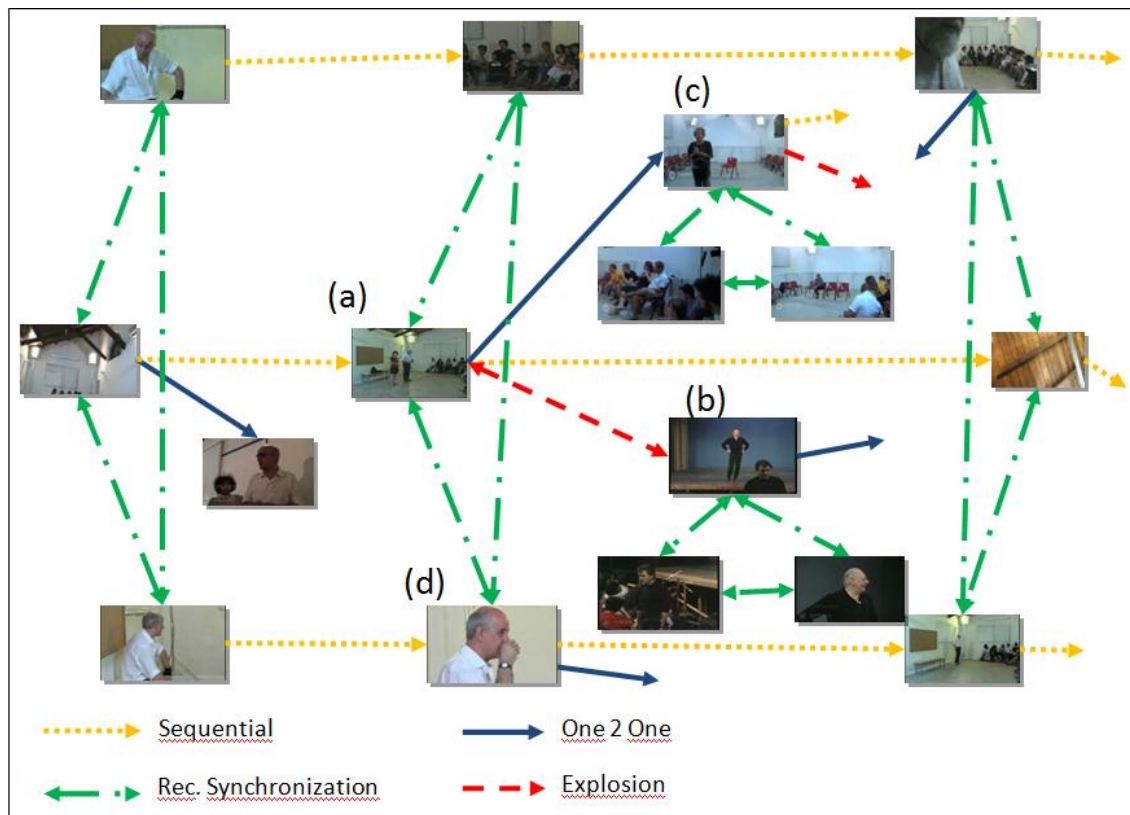 (c)
(a)
(b)
(d)
Sequential
One 2 One
Rec. Synchronization
Explosion